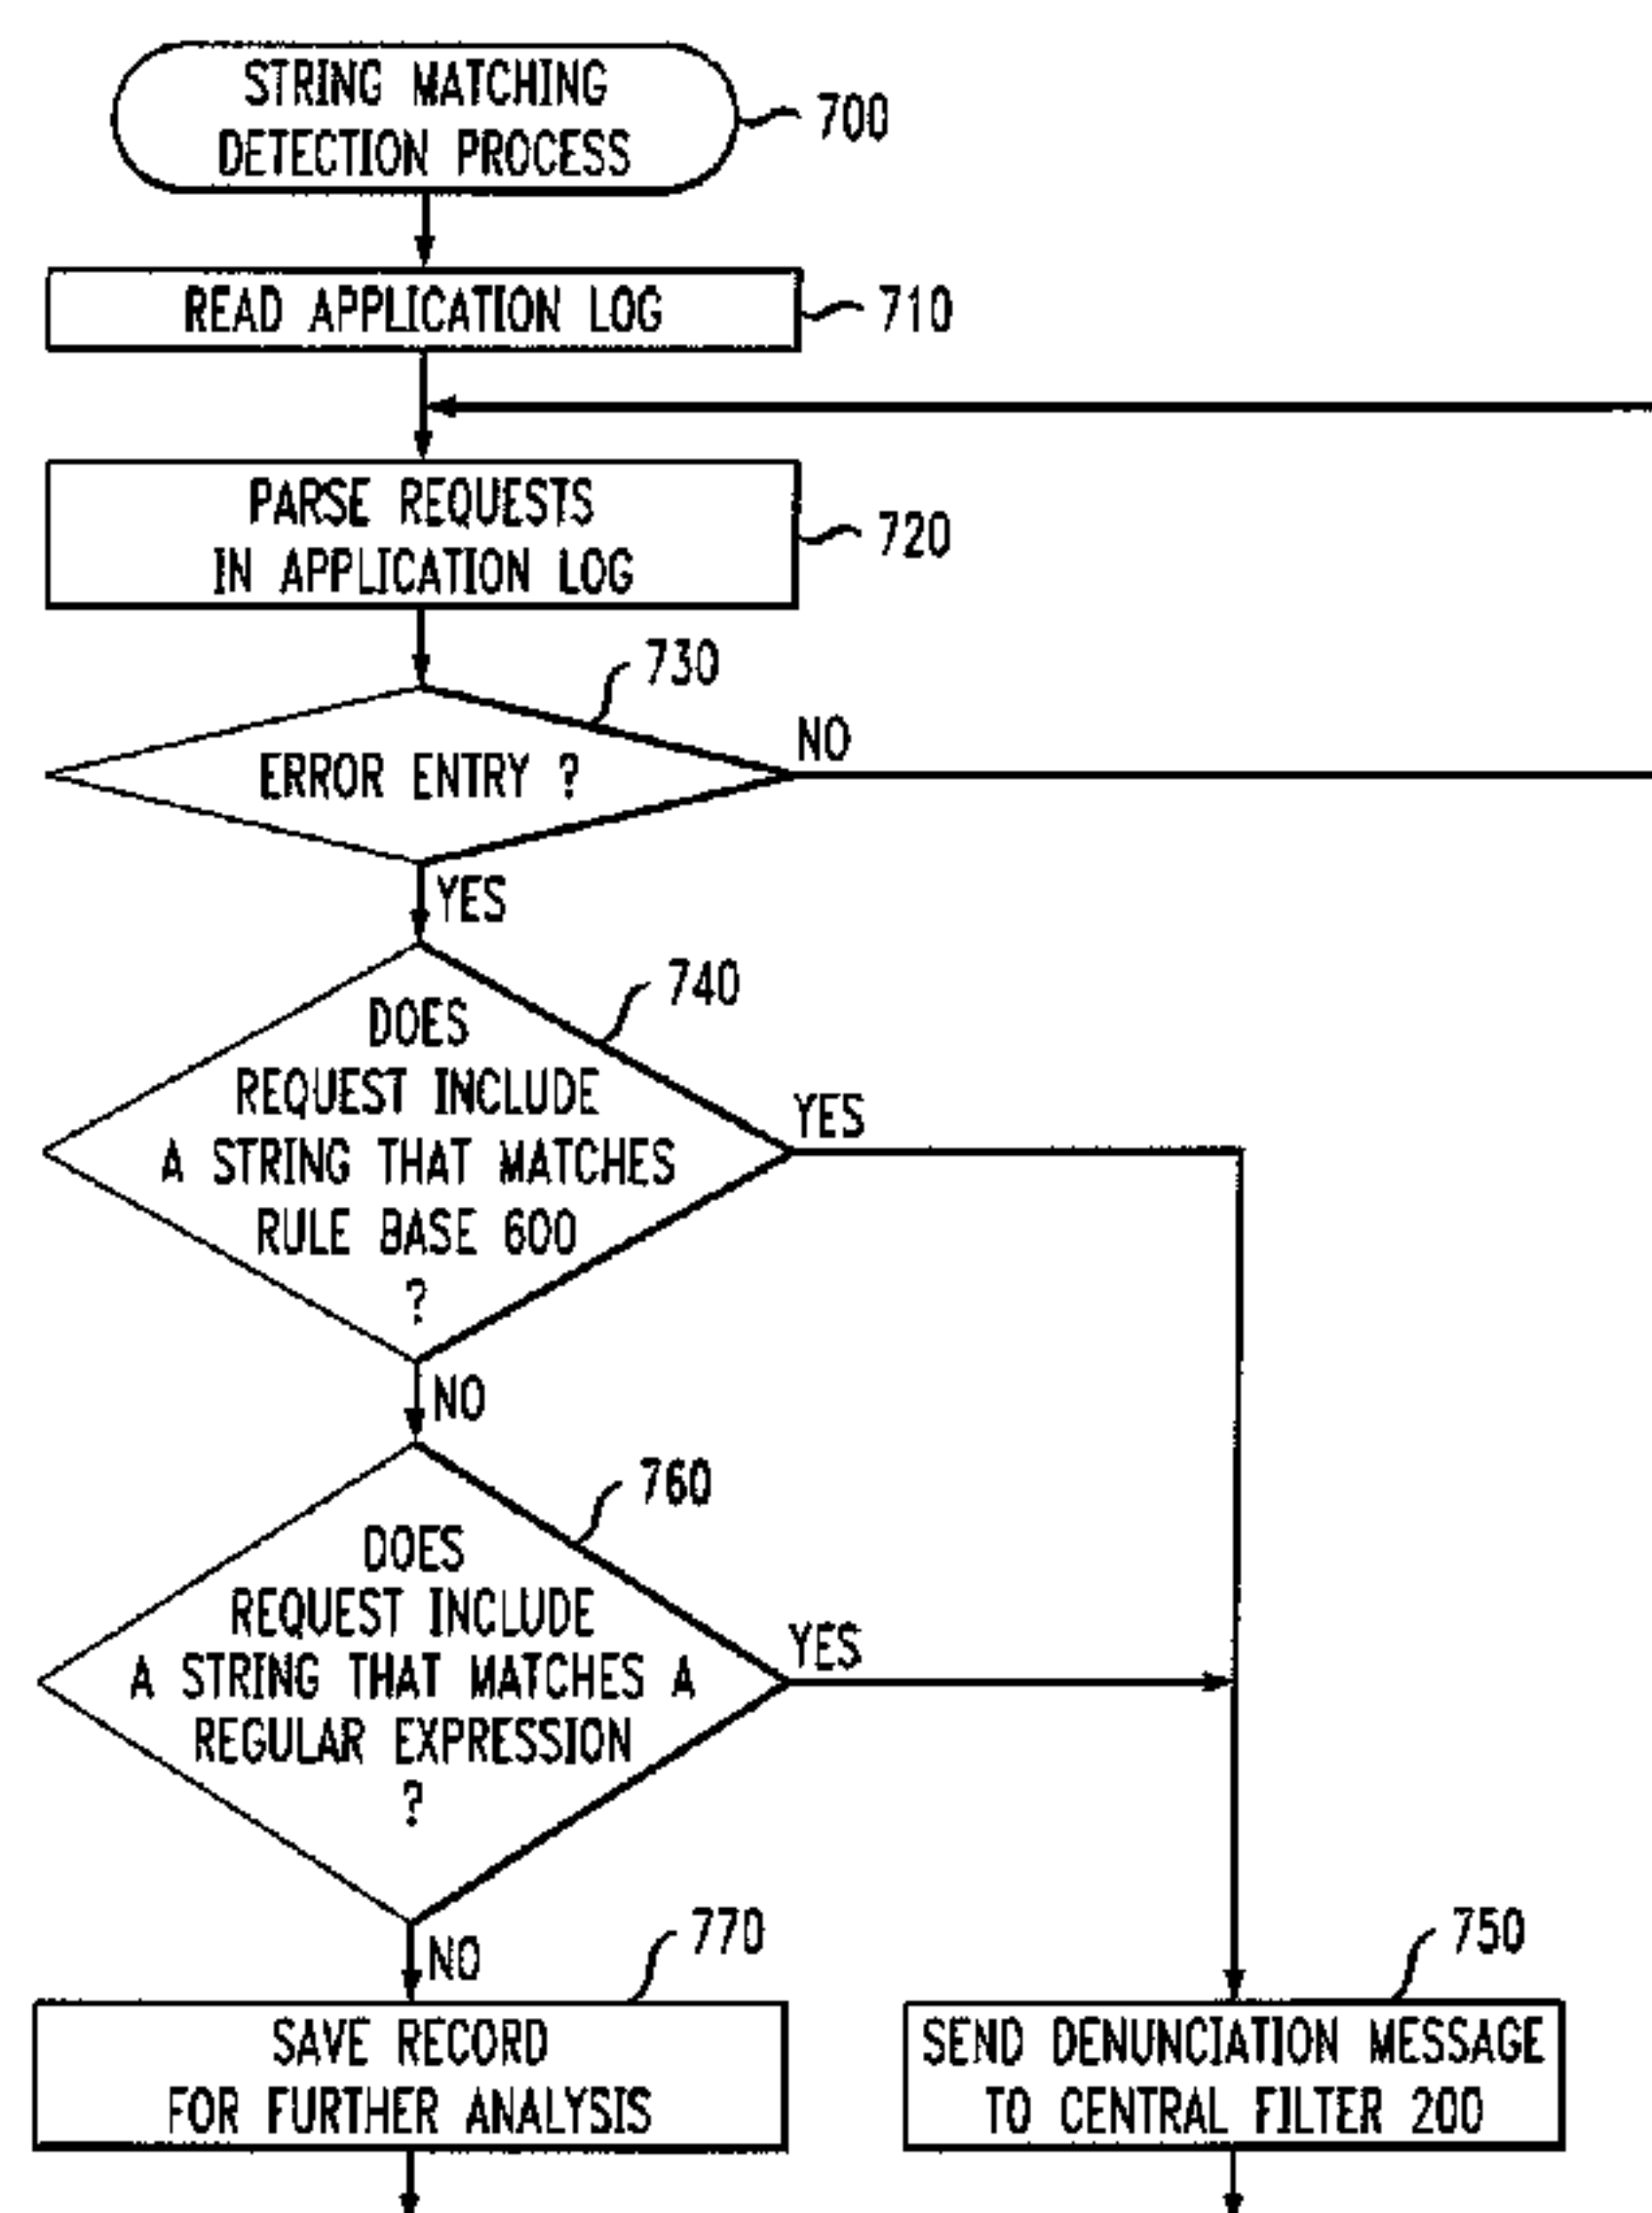 STRING MATCHING
DETECTION PROCESS
700
READ APPLICATION LOG
710
PARSE REQUESTS
IN APPLICATION LOG
720
730
ERROR ENTRY ?
NO
YES
740
DOES
REQUEST INCLUDE
A STRING THAT MATCHES
RULE BASE 600
?
YES
NO
760
DOES
REQUEST INCLUDE
A STRING THAT MATCHES A
REGULAR EXPRESSION
?
YES
NO
770
SAVE RECORD
FOR FURTHER ANALYSIS
750
SEND DENUNCIATION MESSAGE
TO CENTRAL FILTER 200